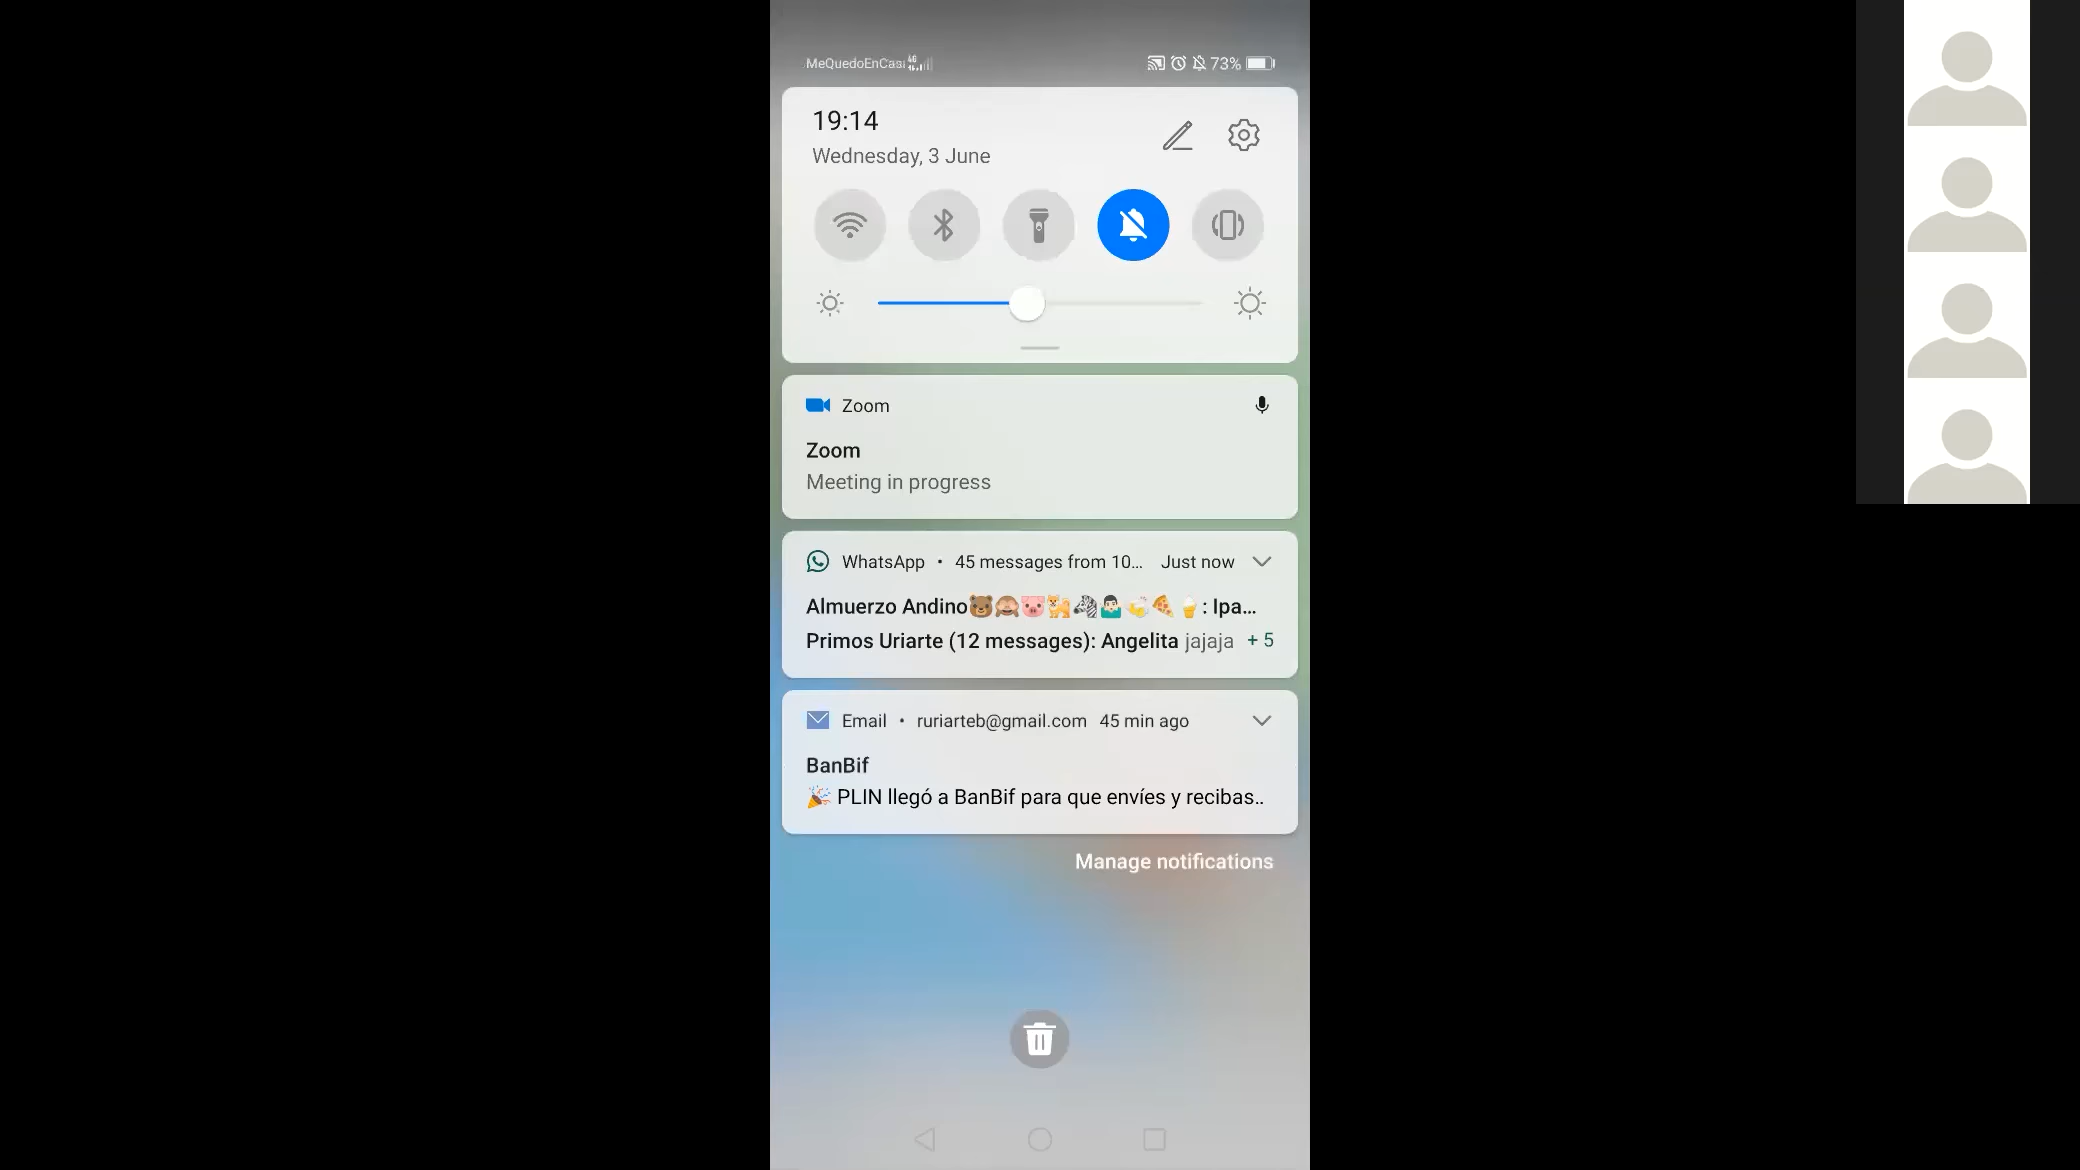 MeQuedoEnCasa 73%
19:14
Wednesday, 3 June
Zoom
Zoom
Meeting in progress
WhatsApp • 45 messages from 10… Just now
Almuerzo Andino🐻🙈🐷🐕🦓🤷🏻‍♂️🍻🍕🍦: Ipa…
Primos Uriarte (12 messages): Angelita jajaja + 5
Email • ruriarteb@gmail.com 45 min ago
BanBif
🎉 PLIN llegó a BanBif para que envíes y recibas..
Manage notifications